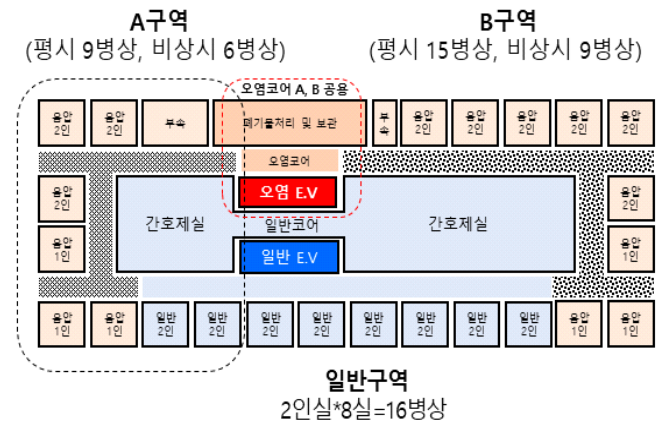 A구역
(평시 9병상, 비상시 6병상)
B구역
(평시 15병상, 비상시 9병상)
오염코어 A, B 공용
음압
2인
음압
2인
부속
폐기물처리 및 보관
부
속
음압
2인
음압
2인
음압
2인
음압
2인
음압
2인
오염코어
음압
2인
간호제실
오염 E.V
일반코어
일반 E.V
간호제실
음압
2인
음압
1인
음압
1인
음압
1인
음압
1인
일반
2인
일반
2인
일반
2인
일반
2인
일반
2인
일반
2인
일반
2인
일반
2인
음압
1인
음압
1인
일반구역
2인실*8실=16병상